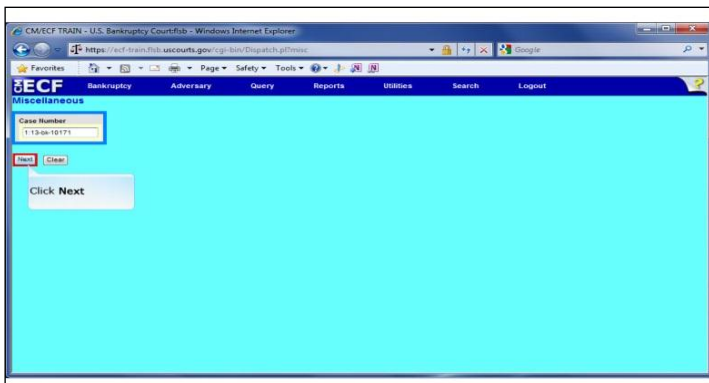 CM/ECF TRAIN - U.S. Bankruptcy Court:flsb - Windows Internet Explorer
https://ecf-train.flsb.uscourts.gov/cgi-bin/Dispatch.pl?misc
Google
Favorites Page Safety Tools
ECF Bankruptcy Adversary Query Reports Utilities Search Logout ?
Miscellaneous
Case Number
1:13-bk-10171
Next Clear
Click Next